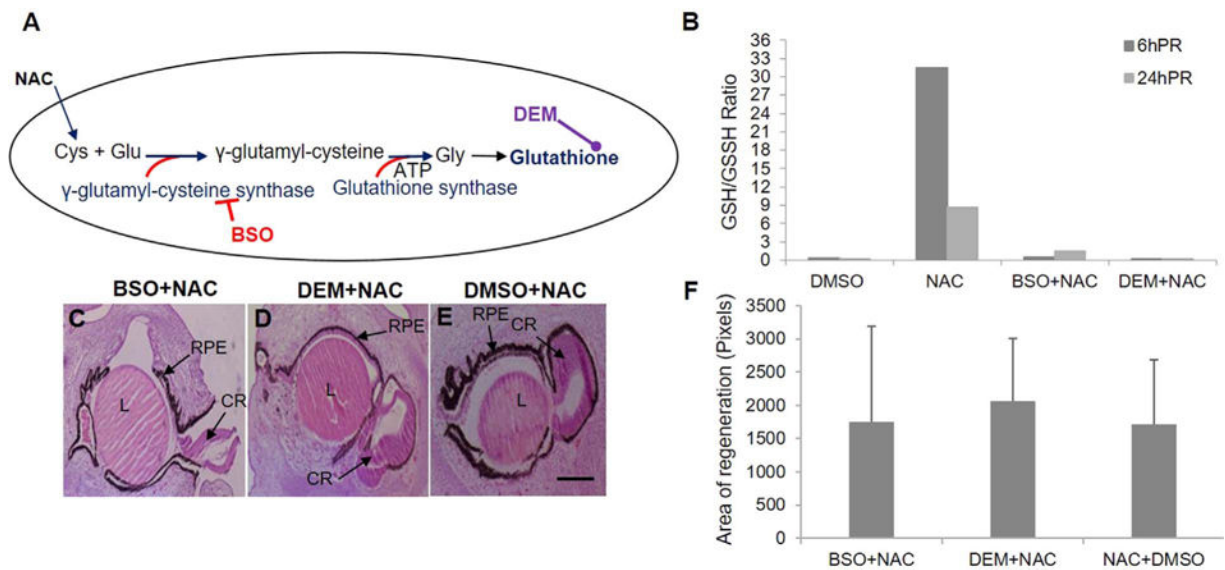 A
NAC
Cys + Glu
γ-glutamyl-cysteine
ATP
Gly
Glutathione
DEM
γ-glutamyl-cysteine synthase
Glutathione synthase
BSO
B
GSH/GSSH Ratio
36
33
30
27
24
21
18
15
12
9
6
3
0
6hPR
24hPR
DMSO
NAC
BSO+NAC
DEM+NAC
BSO+NAC
C
RPE
L
CR
DEM+NAC
D
RPE
L
CR
DMSO+NAC
E
RPE
CR
L
F
Area of regeneration (Pixels)
3500
3000
2500
2000
1500
1000
500
0
BSO+NAC
DEM+NAC
NAC+DMSO